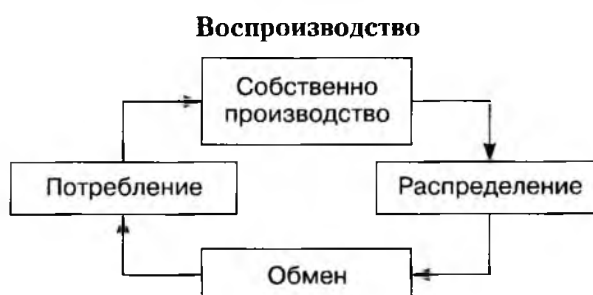 Воспроизводство
Собственно
производство
Потребление
Распределение
Обмен